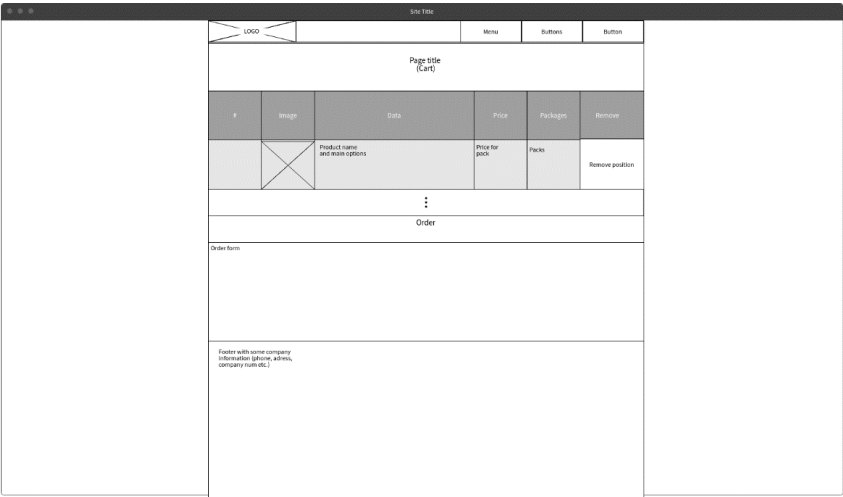 Site Title
LOGO
Menu
Buttons
Button
Page title
(Cart)
#
Image
Data
Price
Packages
Remove
Product name
and main options
Price for
pack
Packs
Remove position
Order
Order form
Footer with some company
information (phone, adress,
company num etc.)